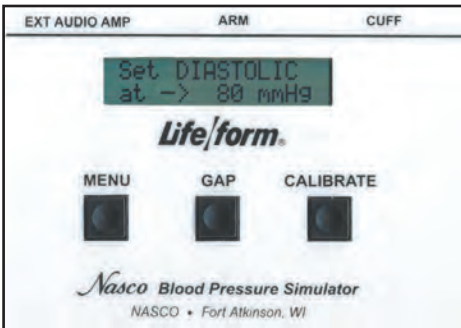 EXT AUDIO AMP ARM CUFF
Set DIASTOLIC
at -> 80 mmHg
Life/form®
MENU GAP CALIBRATE
Nasco Blood Pressure Simulator
NASCO • Fort Atkinson, WI